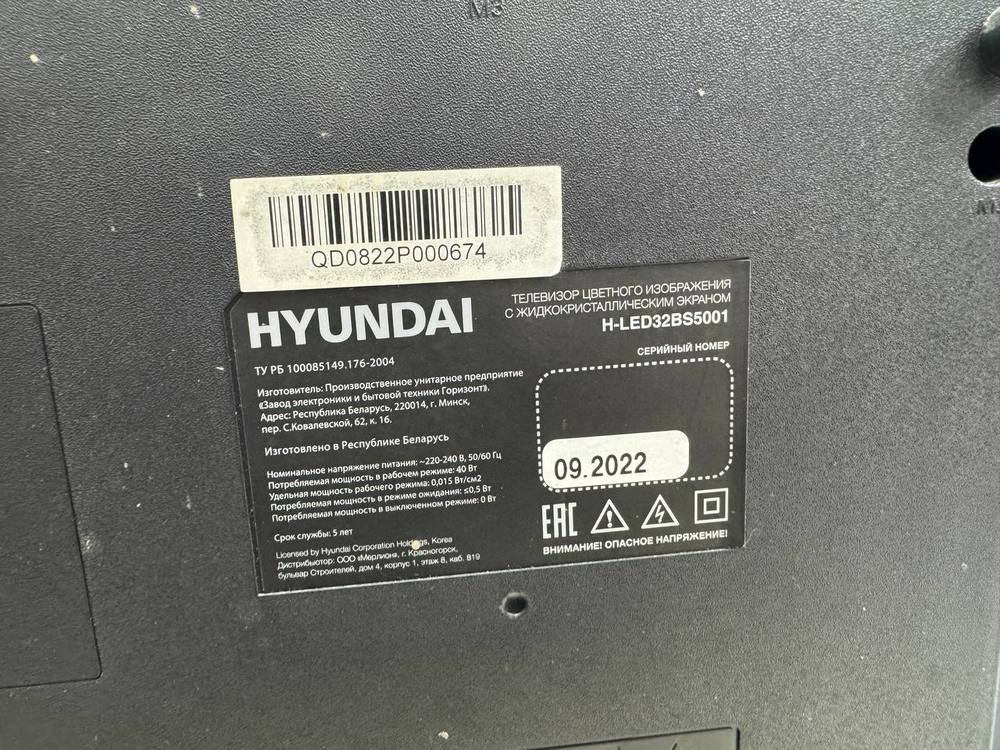 M3
QD0822P000674
HYUNDAI
ТЕЛЕВИЗОР ЦВЕТНОГО ИЗОБРАЖЕНИЯ
С ЖИДКОКРИСТАЛЛИЧЕСКИМ ЭКРАНОМ
H-LED32BS5001
СЕРИЙНЫЙ НОМЕР
09.2022
ТУ РБ 100085149.176-2004
Изготовитель: Производственное унитарное предприятие
«Завод электроники и бытовой техники Горизонт».
Адрес: Республика Беларусь, 220014, г. Минск,
пер. С.Ковалевской, 62, к. 16.
Изготовлено в Республике Беларусь
Номинальное напряжение питания: ~220-240 В, 50/60 Гц
Потребляемая мощность в рабочем режиме: 40 Вт
Удельная мощность рабочего режима: 0,015 Вт/см2
Потребляемая мощность в режиме ожидания: ≤0,5 Вт
Потребляемая мощность в выключенном режиме: 0 Вт
Срок службы: 5 лет
Licensed by Hyundai Corporation Holdings, Korea
Дистрибьютор: ООО «Мерлион», г. Красногорск,
бульвар Строителей, дом 4, корпус 1, этаж 8, каб. 819
EAC
ВНИМАНИЕ! ОПАСНОЕ НАПРЯЖЕНИЕ!